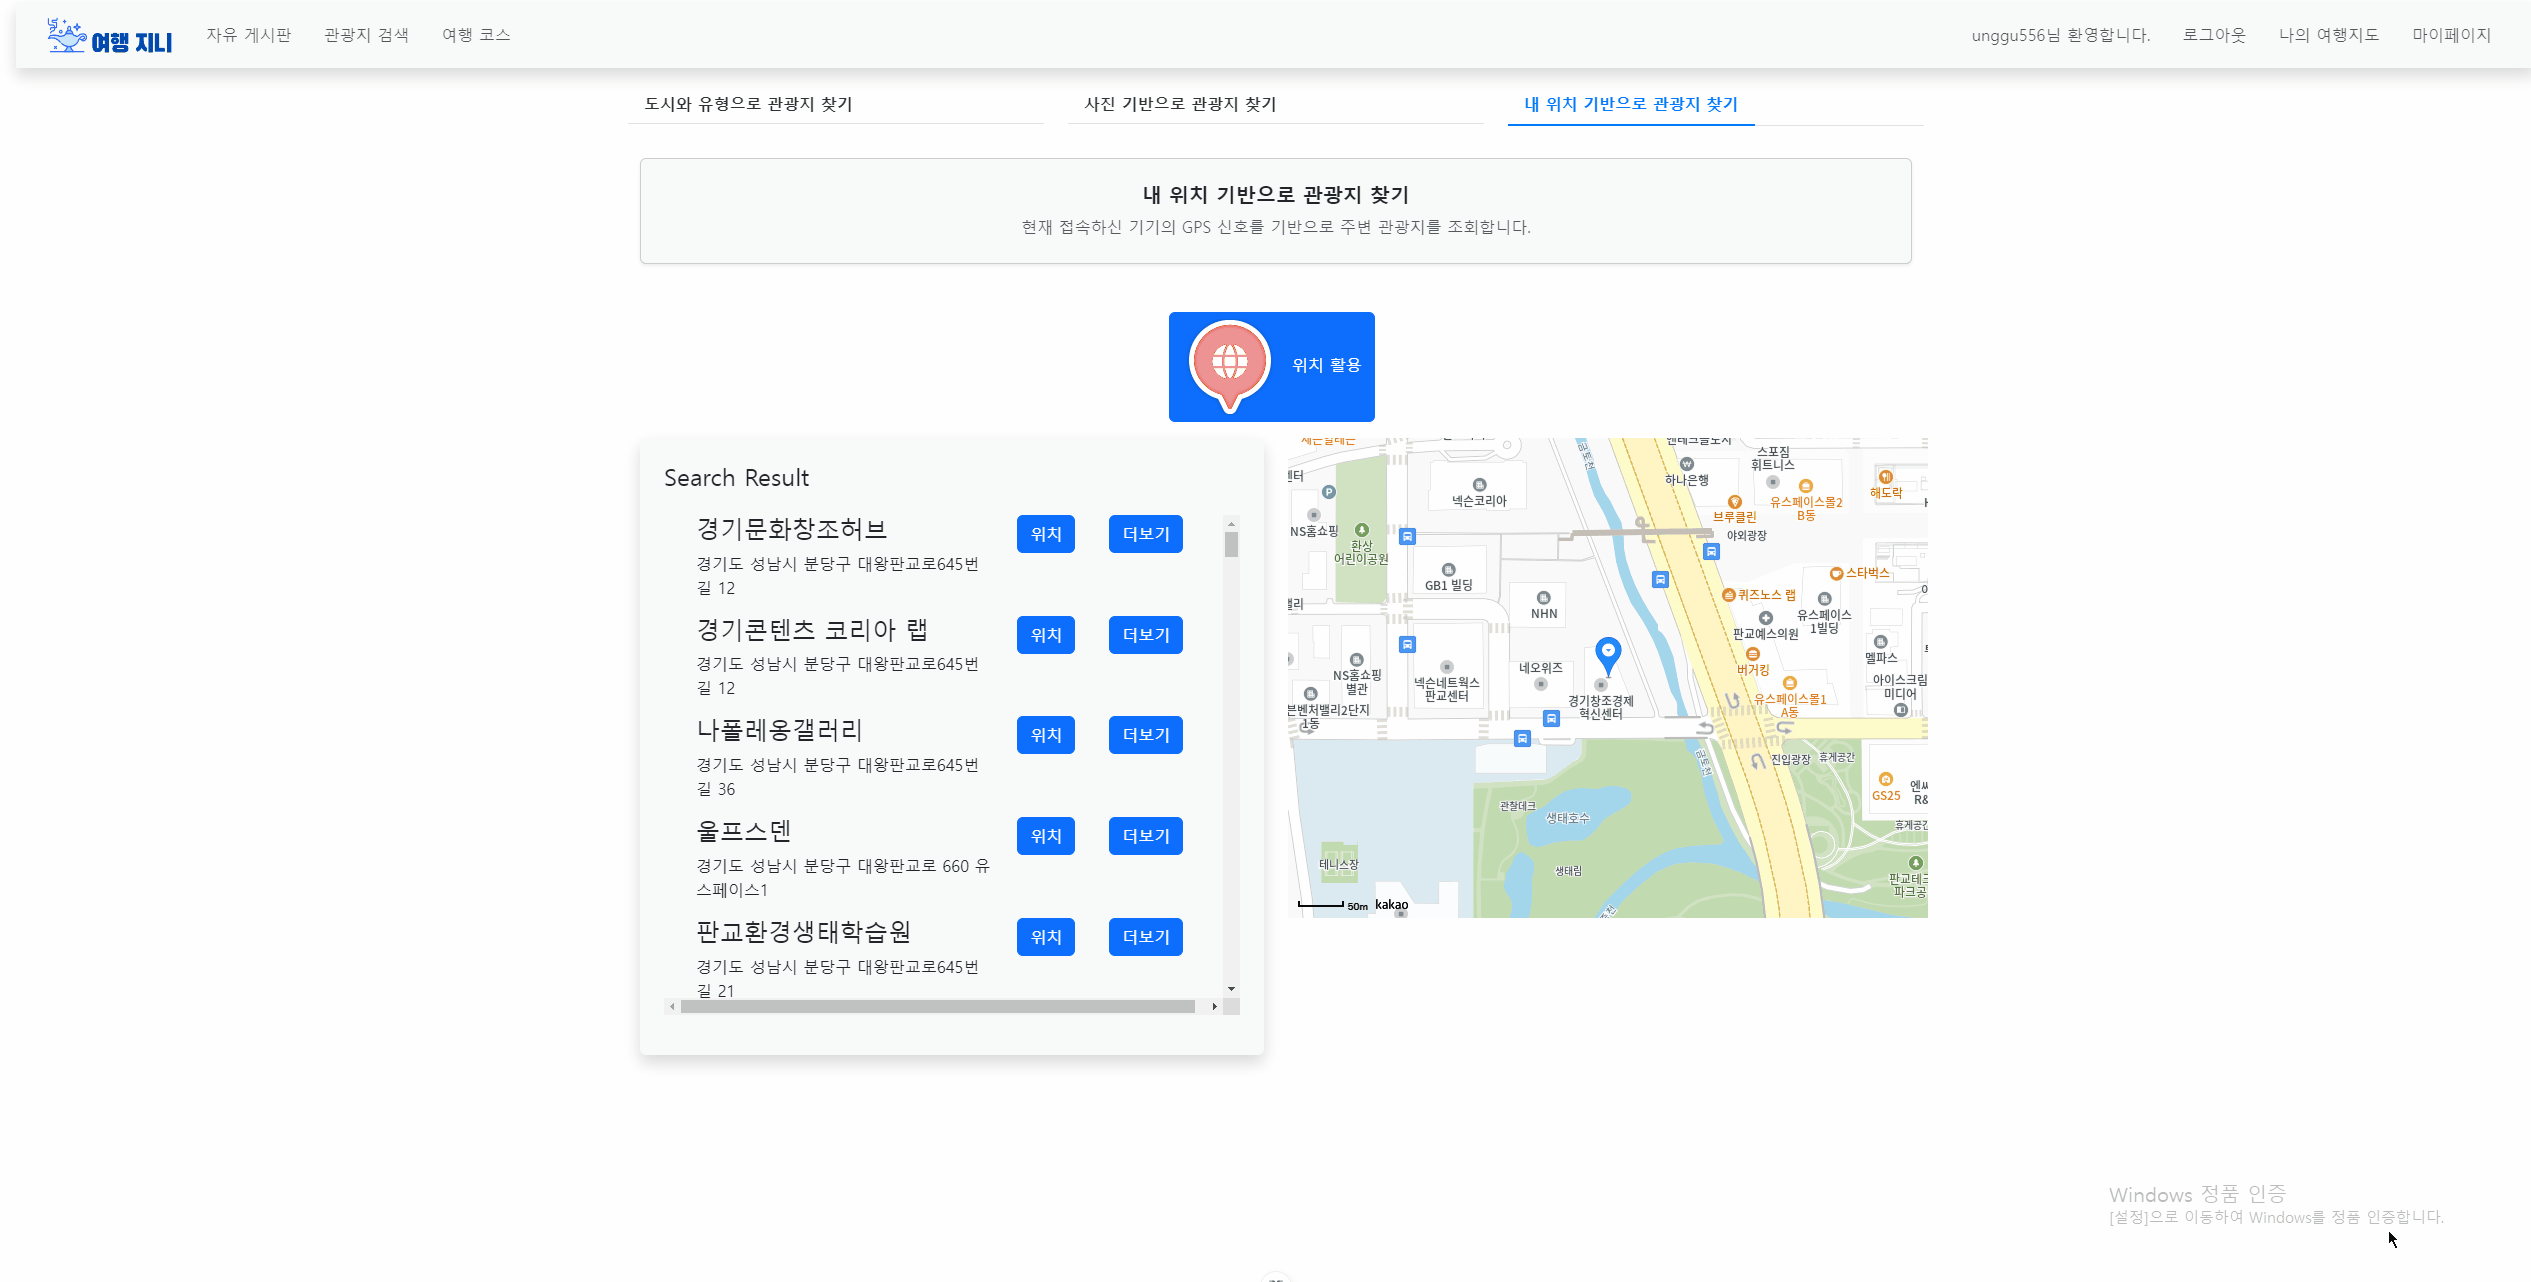 여행 지니
자유 게시판
관광지 검색
여행 코스
unggu556님 환영합니다.
로그아웃
나의 여행지도
마이페이지
도시와 유형으로 관광지 찾기
사진 기반으로 관광지 찾기
내 위치 기반으로 관광지 찾기
내 위치 기반으로 관광지 찾기
현재 접속하신 기기의 GPS 신호를 기반으로 주변 관광지를 조회합니다.
위치 활용
Search Result
경기문화창조허브
위치
더보기
경기도 성남시 분당구 대왕판교로645번
길 12
경기콘텐츠 코리아 랩
위치
더보기
경기도 성남시 분당구 대왕판교로645번
길 12
나폴레옹갤러리
위치
더보기
경기도 성남시 분당구 대왕판교로645번
길 36
울프스덴
위치
더보기
경기도 성남시 분당구 대왕판교로 660 유
스페이스1
판교환경생태학습원
위치
더보기
경기도 성남시 분당구 대왕판교로645번
길 21
금토천
스포짐
휘트니스
하나은행
해도락
넥슨코리아
유스페이스몰2
B동
브루클린
야외광장
P
NS홈쇼핑
환상
어린이공원
GB1 빌딩
스타벅스
NHN
퀴즈노스 랩
유스페이스
1빌딩
판교예스의원
멜파스
버거킹
네오위즈
NS홈쇼핑
별관
넥슨네트웍스
판교센터
아이스크림
미디어
경기창조경제
혁신센터
유스페이스몰1
A동
벤처밸리2단지
1동
금토천
진입광장
휴게공간
GS25
관찰데크
생태호수
휴게공간
테니스장
생태림
50m
kakao
Windows 정품 인증
[설정]으로 이동하여 Windows를 정품 인증합니다.